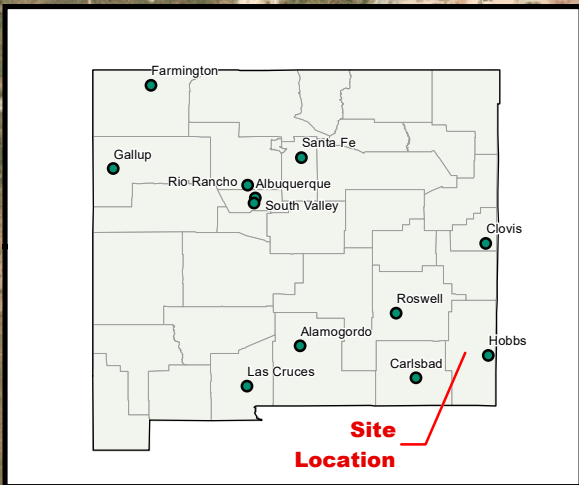 Farmington
Santa Fe
Gallup
Rio Rancho
Albuquerque
South Valley
Clovis
Roswell
Alamogordo
Hobbs
Carlsbad
Las Cruces
Site
Location